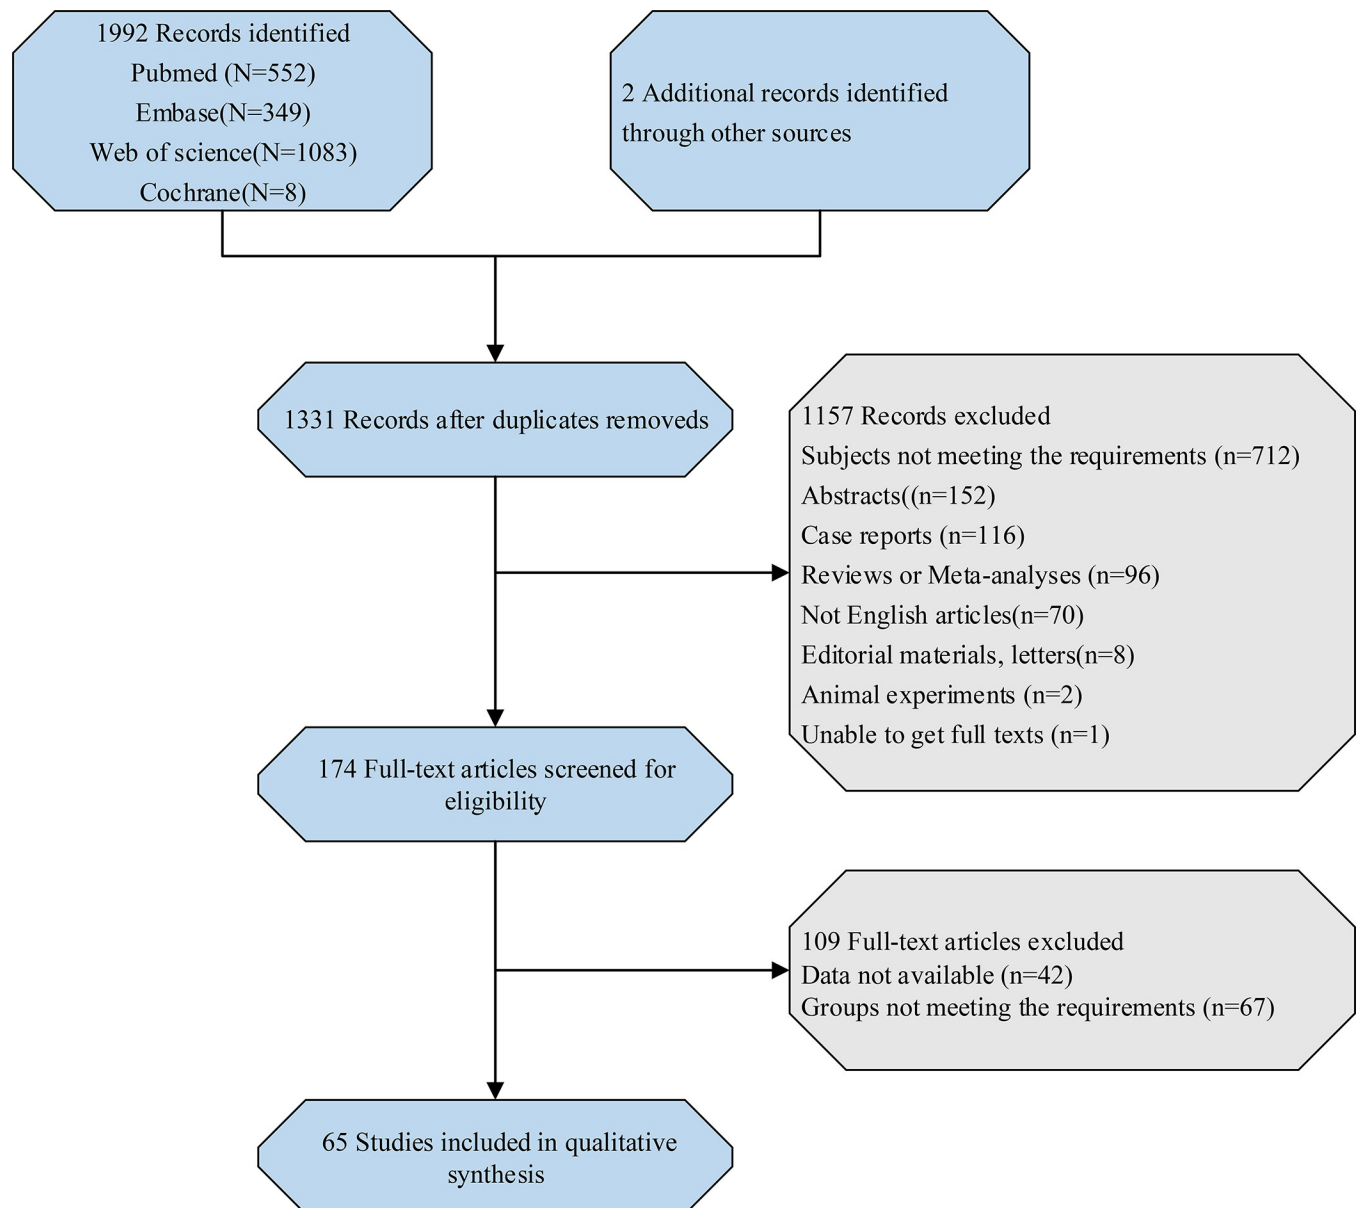 1992 Records identified
Pubmed (N=552)
Embase(N=349)
Web of science(N=1083)
Cochrane(N=8)
2 Additional records identified
through other sources
1331 Records after duplicates removeds
1157 Records excluded
Subjects not meeting the requirements (n=712)
Abstracts((n=152)
Case reports (n=116)
Reviews or Meta-analyses (n=96)
Not English articles(n=70)
Editorial materials, letters(n=8)
Animal experiments (n=2)
Unable to get full texts (n=1)
174 Full-text articles screened for
eligibility
109 Full-text articles excluded
Data not available (n=42)
Groups not meeting the requirements (n=67)
65 Studies included in qualitative
synthesis